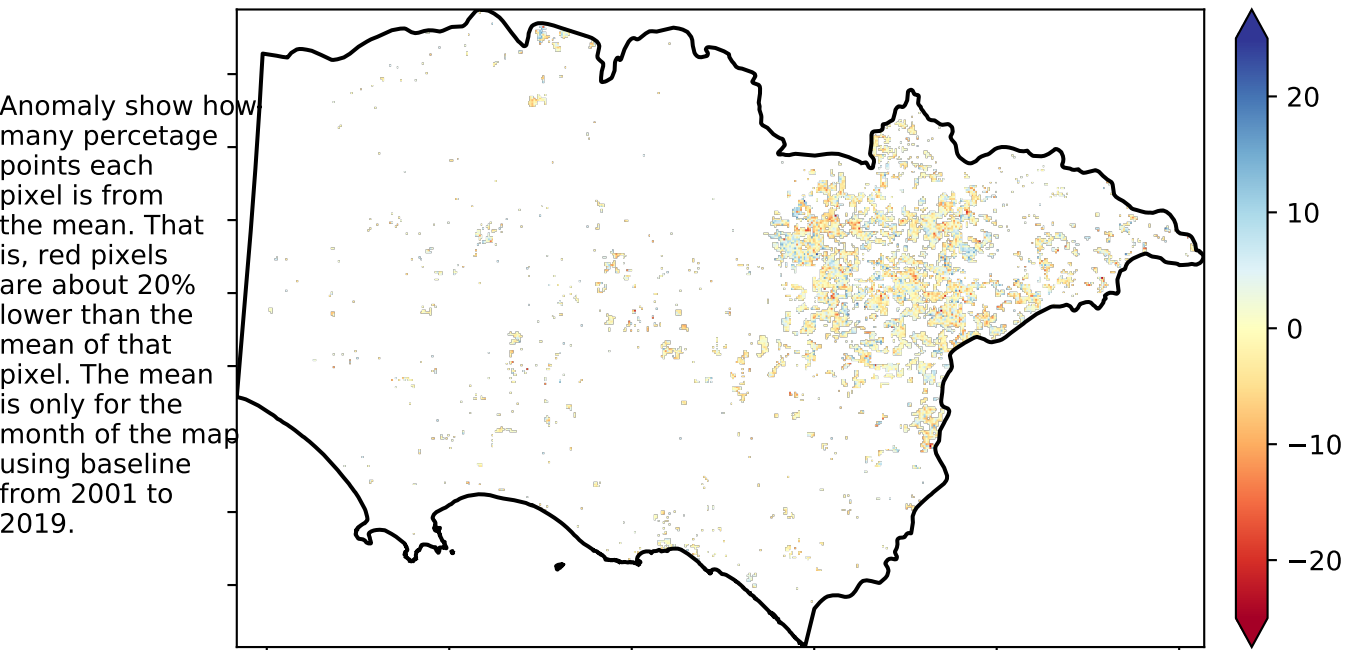 Anomaly show how
many percetage
points each
pixel is from
the mean. That
is, red pixels
are about 20%
lower than the
mean of that
pixel. The mean
is only for the
month of the map
using baseline
from 2001 to
2019.
20
10
0
−10
−20